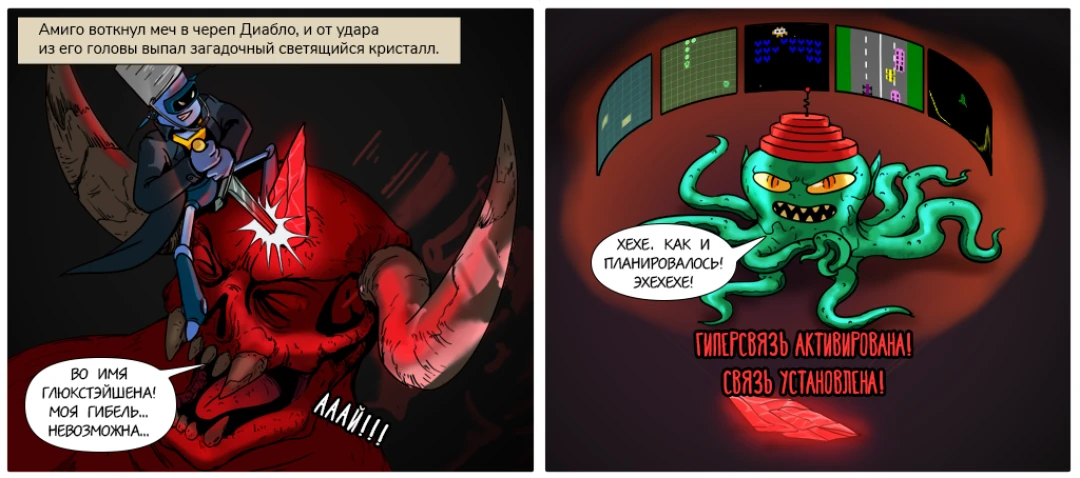 Амиго воткнул меч в череп Диабло, и от удара
из его головы выпал загадочный светящийся кристалл.
ВО ИМЯ
ГЛЮКСТЭЙШЕНА!
МОЯ ГИБЕЛЬ...
НЕВОЗМОЖНА...
АААЙ!!!
ХЕХЕ. КАК И
ПЛАНИРОВАЛОСЬ!
ЭХЕХЕХЕ!
ГИПЕРСВЯЗЬ АКТИВИРОВАНА!
СВЯЗЬ УСТАНОВЛЕНА!